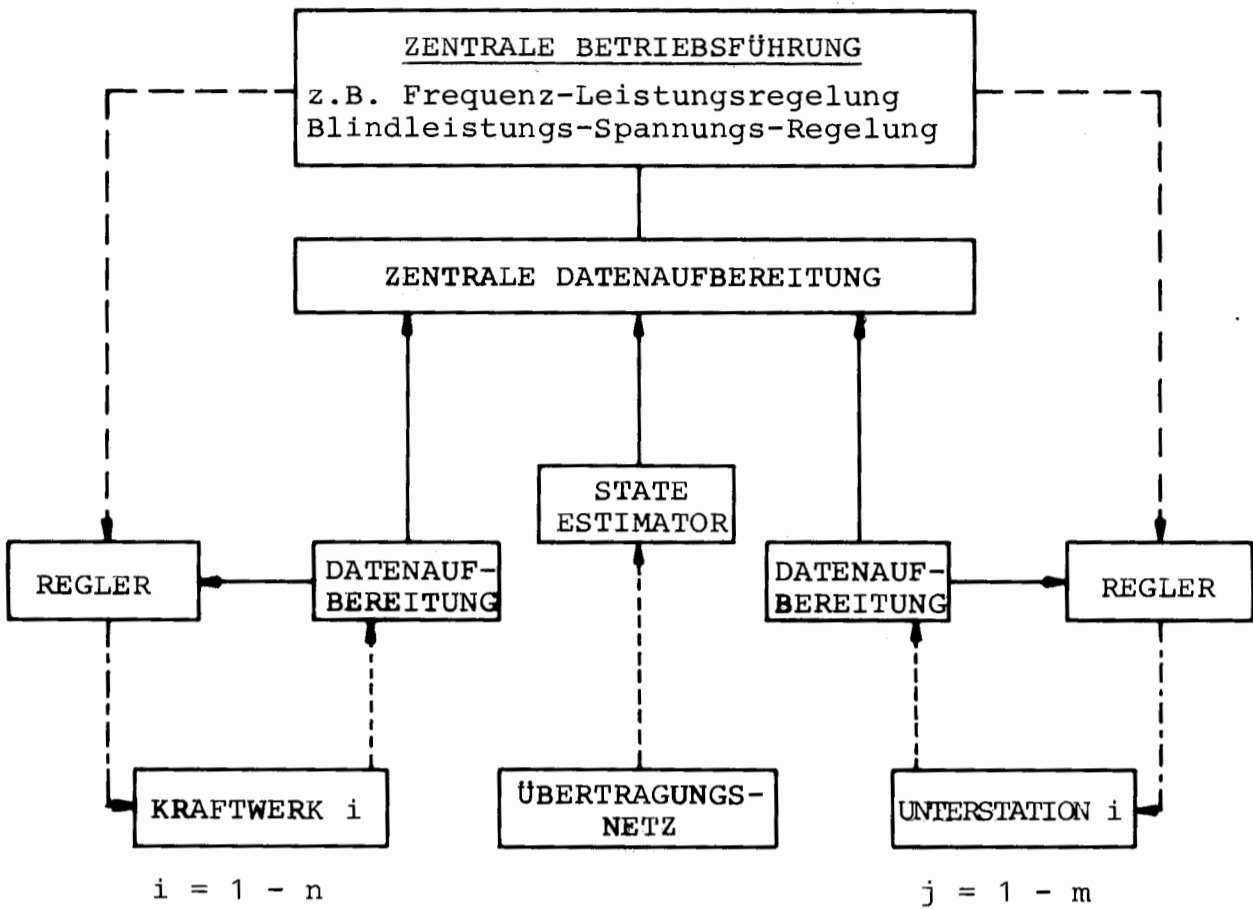 ZENTRALE BETRIEBSFÜHRUNG
z.B. Frequenz-Leistungsregelung
Blindleistungs-Spannungs-Regelung
ZENTRALE DATENAUFBEREITUNG
STATE
ESTIMATOR
REGLER
DATENAUF-
BEREITUNG
DATENAUF-
BEREITUNG
REGLER
KRAFTWERK i
ÜBERTRAGUNGS-
NETZ
UNTERSTATION i
i = 1 - n
j = 1 - m